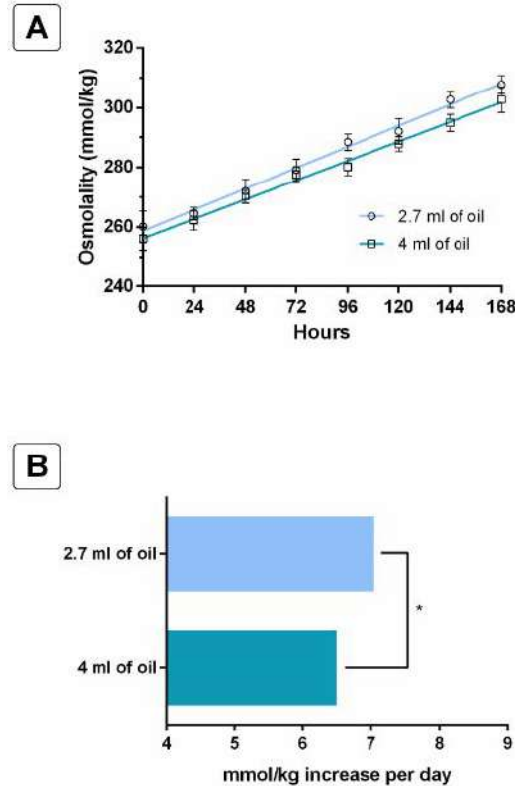 A
Osmolality (mmol/kg)
320
300
280
260
240
2.7 ml of oil
4 ml of oil
0 24 48 72 96 120 144 168
Hours
B
2.7 ml of oil
4 ml of oil
*
4 5 6 7 8 9
mmol/kg increase per day